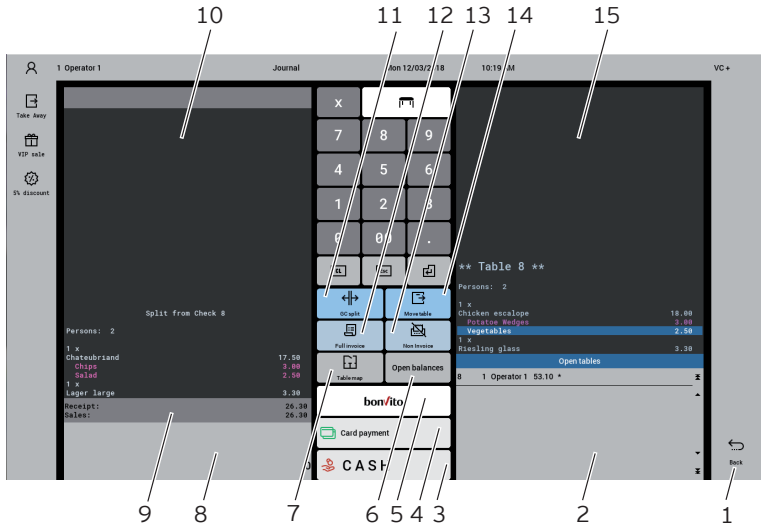 10 11 12 13 14 15
1 Operator 1 Journal Mon 12/03/2018 10:19 AM VC+
Take Away
VIP sale
5% discount
X
7 8 9
4 5 6
1 2 3
0 00 .
CL ESC
GC split Move table
Full invoice Non Invoice
Table map Open balances
bonVito
Card payment
CASH
Split from Check 8
Persons: 2
1 x
Chateubriand 17.50
Chips 3.00
Salad 2.50
1 x
Lager large 3.30
Receipt: 26.30
Sales: 26.30
** Table 8 **
Persons: 2
1 x
Chicken escalope 18.00
Potatoe Wedges 3.00
Vegetables 2.50
1 x
Riesling glass 3.30
Open tables
8 1 Operator 1 53.10 *
Back
9 8 7 6 5 4 3 2 1